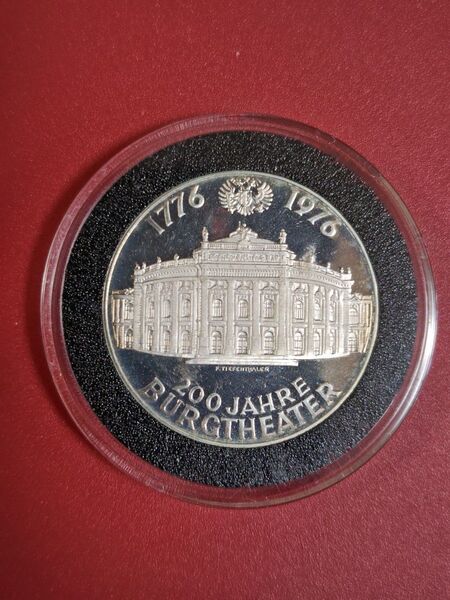 1776 1976
F. TIEFENTHALER
200 JAHRE
BURGTHEATER